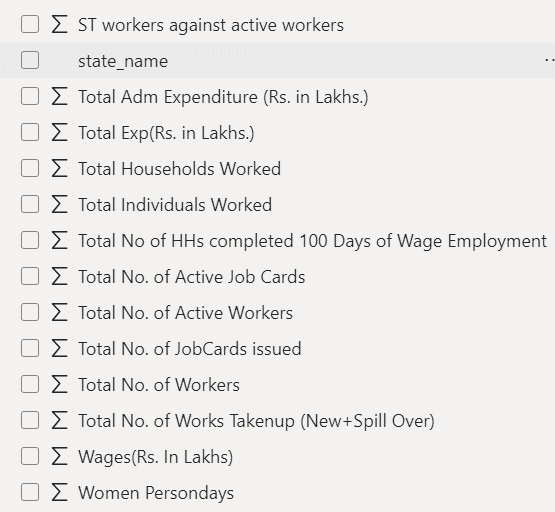 ST workers against active workers
state_name
Total Adm Expenditure (Rs. in Lakhs.)
Total Exp(Rs. in Lakhs.)
Total Households Worked
Total Individuals Worked
Total No of HHs completed 100 Days of Wage Employment
Total No. of Active Job Cards
Total No. of Active Workers
Total No. of JobCards issued
Total No. of Workers
Total No. of Works Takenup (New+Spill Over)
Wages(Rs. In Lakhs)
Women Persondays